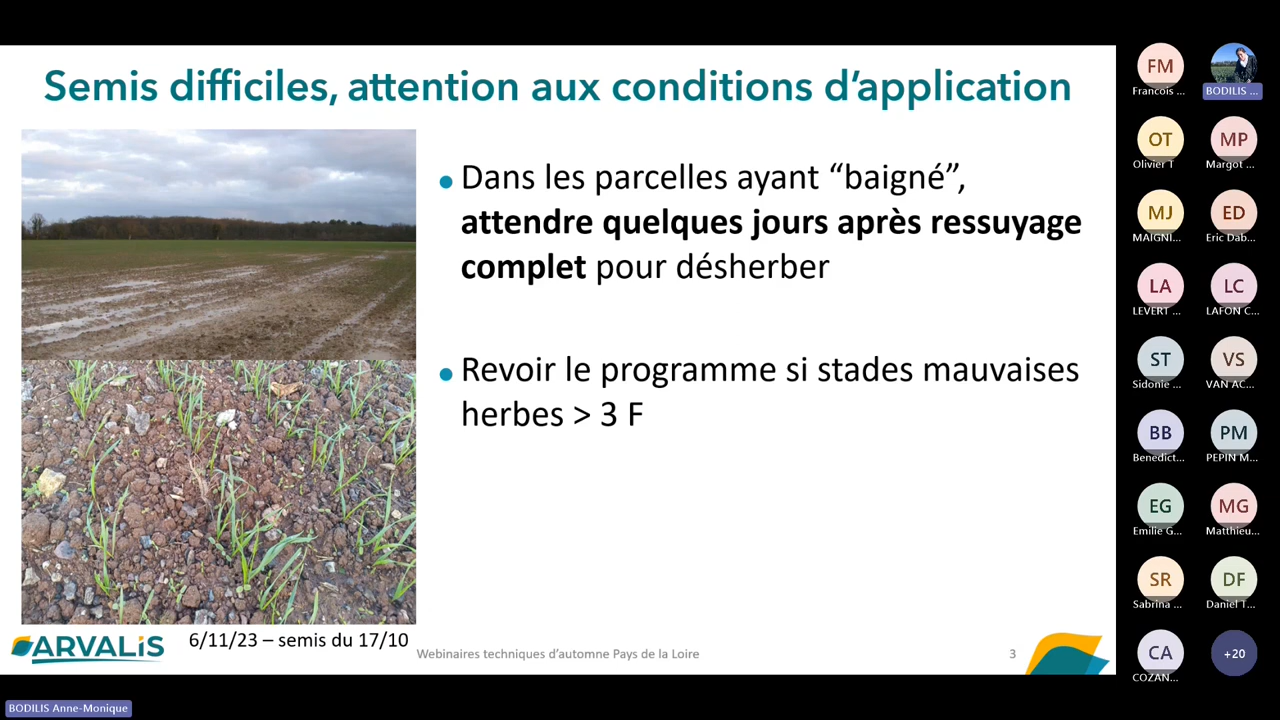 Semis difficiles, attention aux conditions d’application
Dans les parcelles ayant “baigné”,
attendre quelques jours après ressuyage
complet pour désherber
Revoir le programme si stades mauvaises
herbes > 3 F
ARVALIS
6/11/23 – semis du 17/10
Webinaires techniques d’automne Pays de la Loire
3
FM
Francois ...
BODILIS ...
OT
Olivier T
MP
Margot ...
MJ
MAIGNI...
ED
Eric Dab...
LA
LEVERT ...
LC
LAFON C...
ST
Sidonie ...
VS
VAN AC...
BB
Benedict...
PM
PEPIN M...
EG
Emilie G...
MG
Matthieu...
SR
Sabrina ...
DF
Daniel T...
CA
COZAN...
+20
BODILIS Anne-Monique